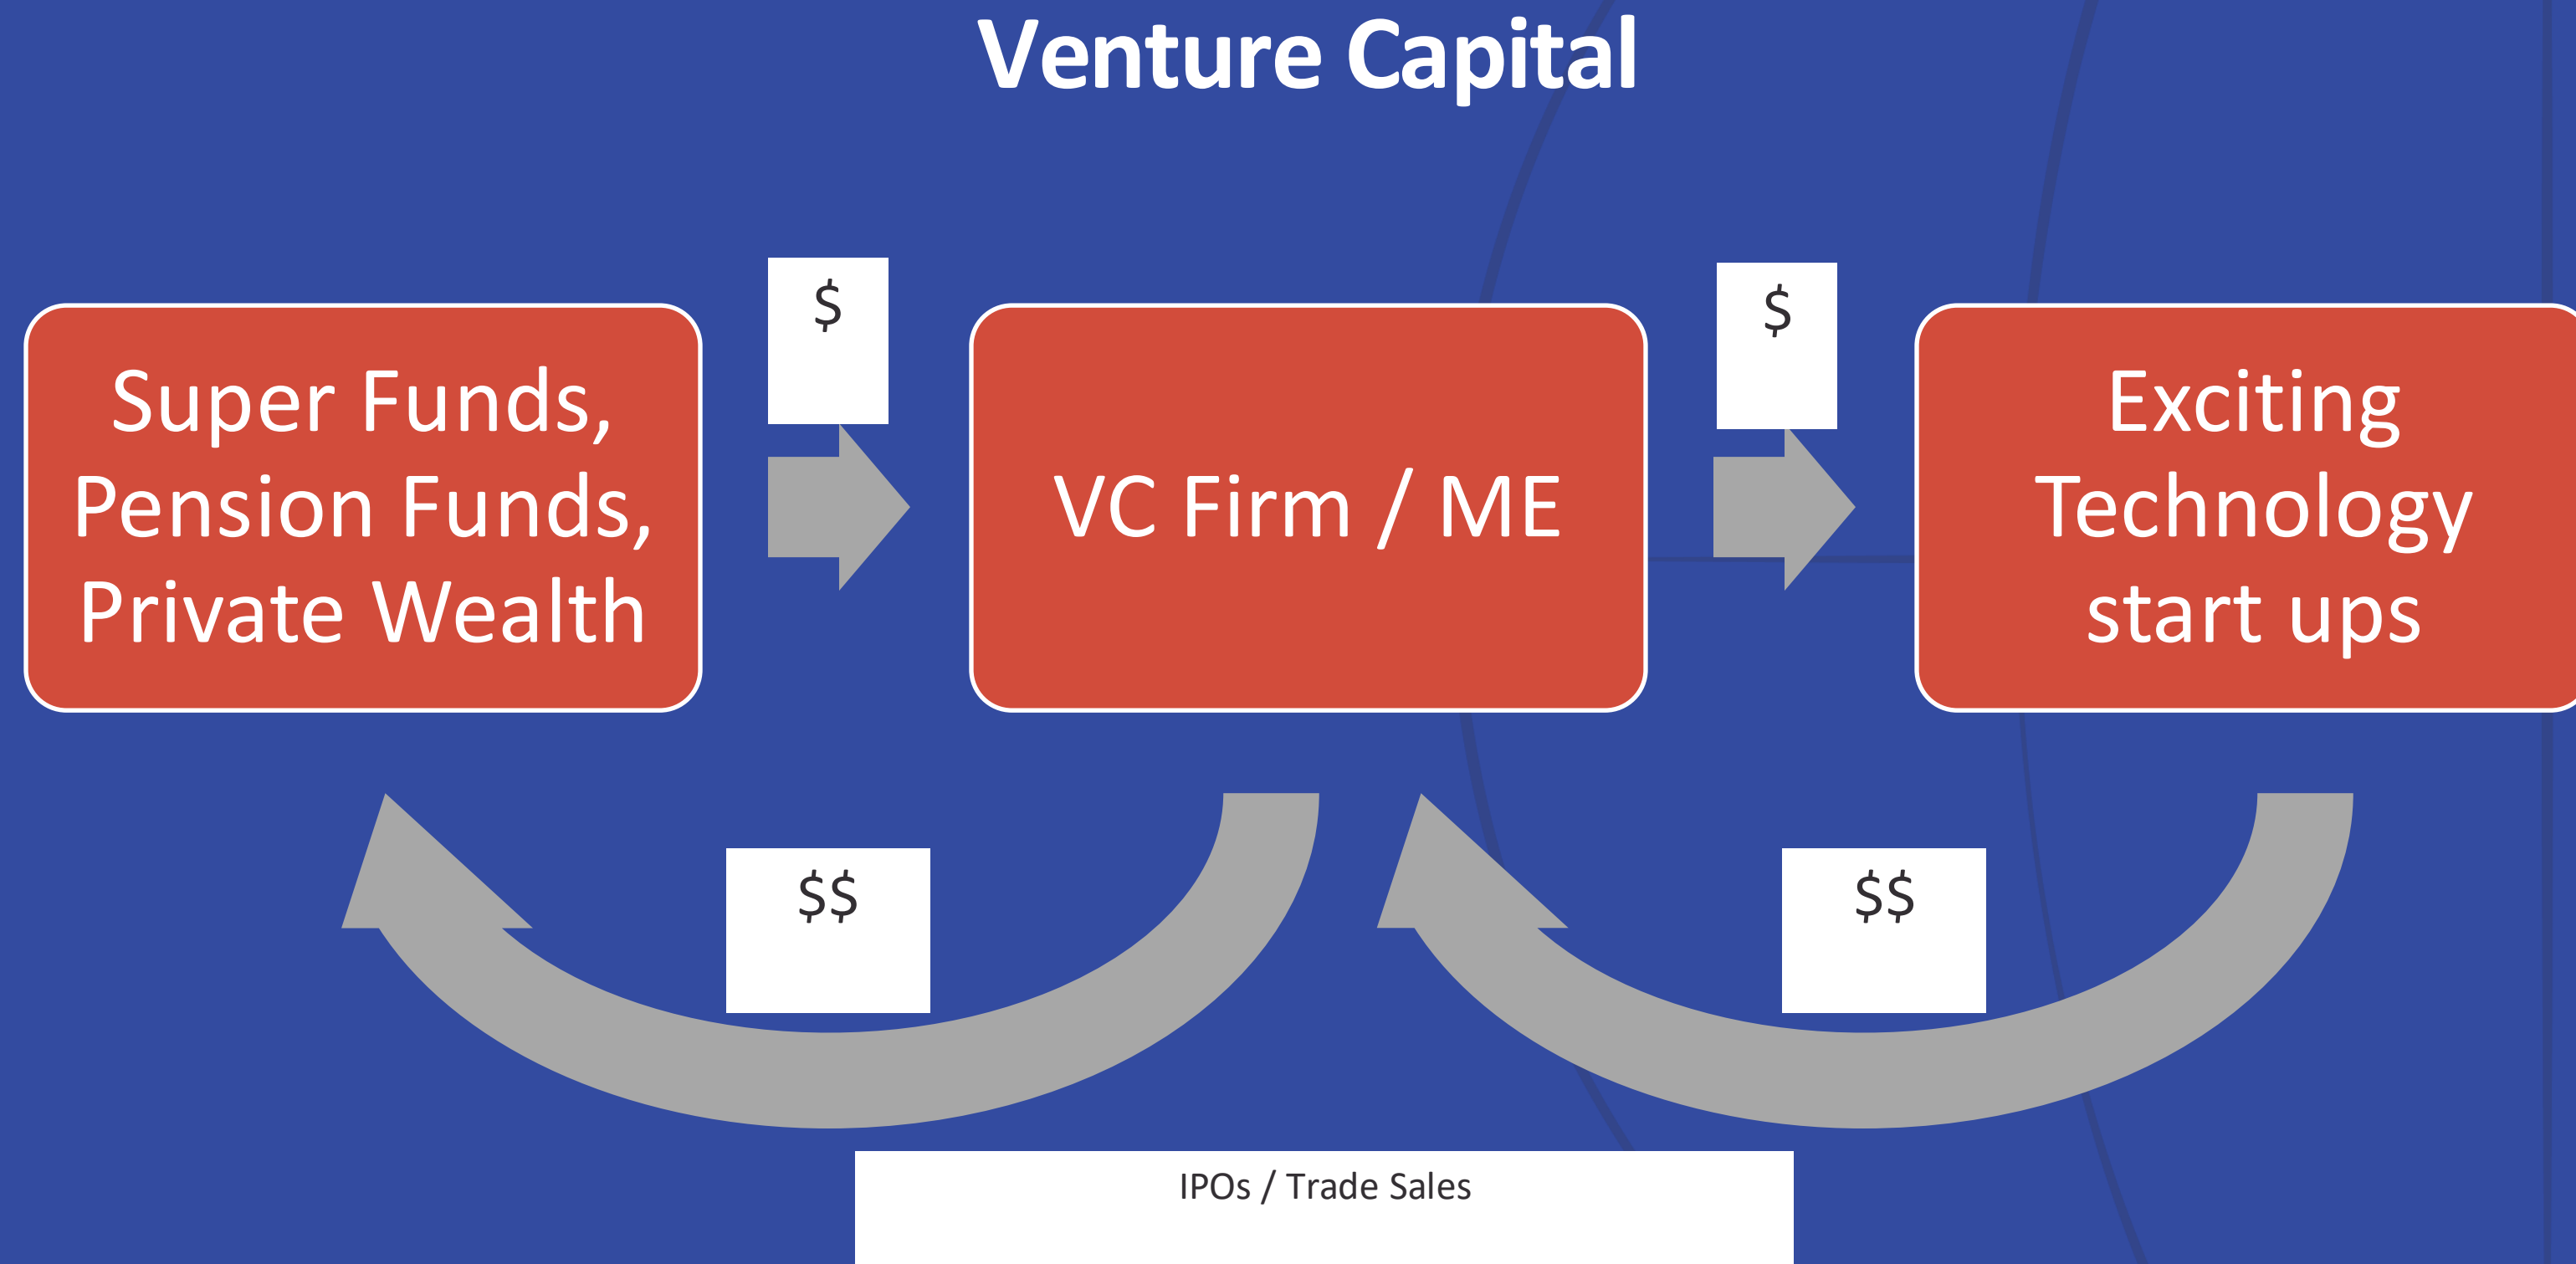 Venture Capital
$
$
Super Funds,
Pension Funds,
Private Wealth
VC Firm / ME
Exciting
Technology
start ups
$$
$$
IPOs / Trade Sales